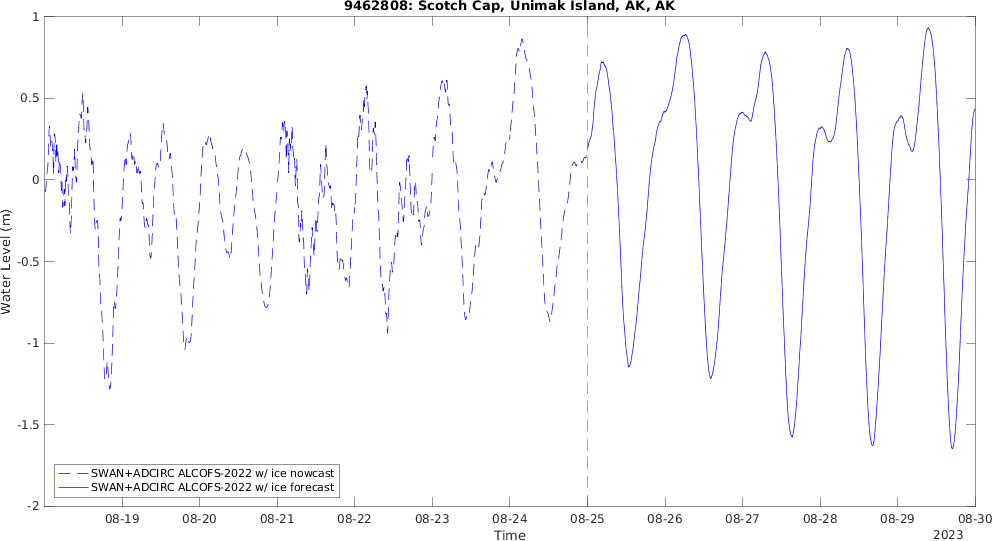 9462808: Scotch Cap, Unimak Island, AK, AK
1
0.5
0
-0.5
-1
-1.5
-2
Water Level (m)
SWAN+ADCIRC ALCOFS-2022 w/ ice nowcast
SWAN+ADCIRC ALCOFS-2022 w/ ice forecast
08-19 08-20 08-21 08-22 08-23 08-24 08-25 08-26 08-27 08-28 08-29 08-30
Time
2023